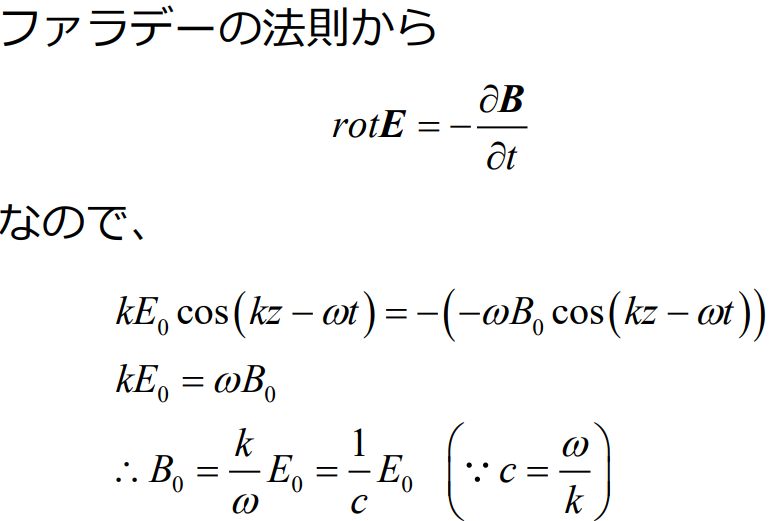 ファラデーの法則から
rotE = −∂B/∂t
なので、
kE₀ cos(kz − ωt) = −(−ωB₀ cos(kz − ωt))
kE₀ = ωB₀
∴ B₀ = k/ω E₀ = 1/c E₀ (∵ c = ω/k)